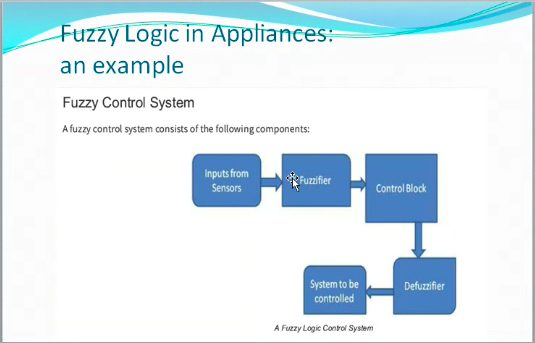 Fuzzy Logic in Appliances:
an example
Fuzzy Control System
A fuzzy control system consists of the following components:
Inputs from
Sensors
Fuzzifier
Control Block
System to be
controlled
Defuzzifier
A Fuzzy Logic Control System